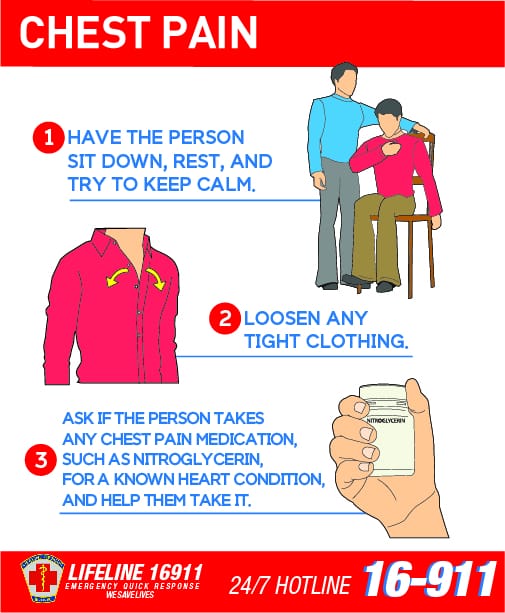 CHEST PAIN
1 HAVE THE PERSON
SIT DOWN, REST, AND
TRY TO KEEP CALM.
2 LOOSEN ANY
TIGHT CLOTHING.
NITROGLYCERIN
3 ASK IF THE PERSON TAKES
ANY CHEST PAIN MEDICATION,
SUCH AS NITROGLYCERIN,
FOR A KNOWN HEART CONDITION,
AND HELP THEM TAKE IT.
LIFELINE 16911
EMERGENCY QUICK RESPONSE
WE SAVE LIVES
24/7 HOTLINE 16-911